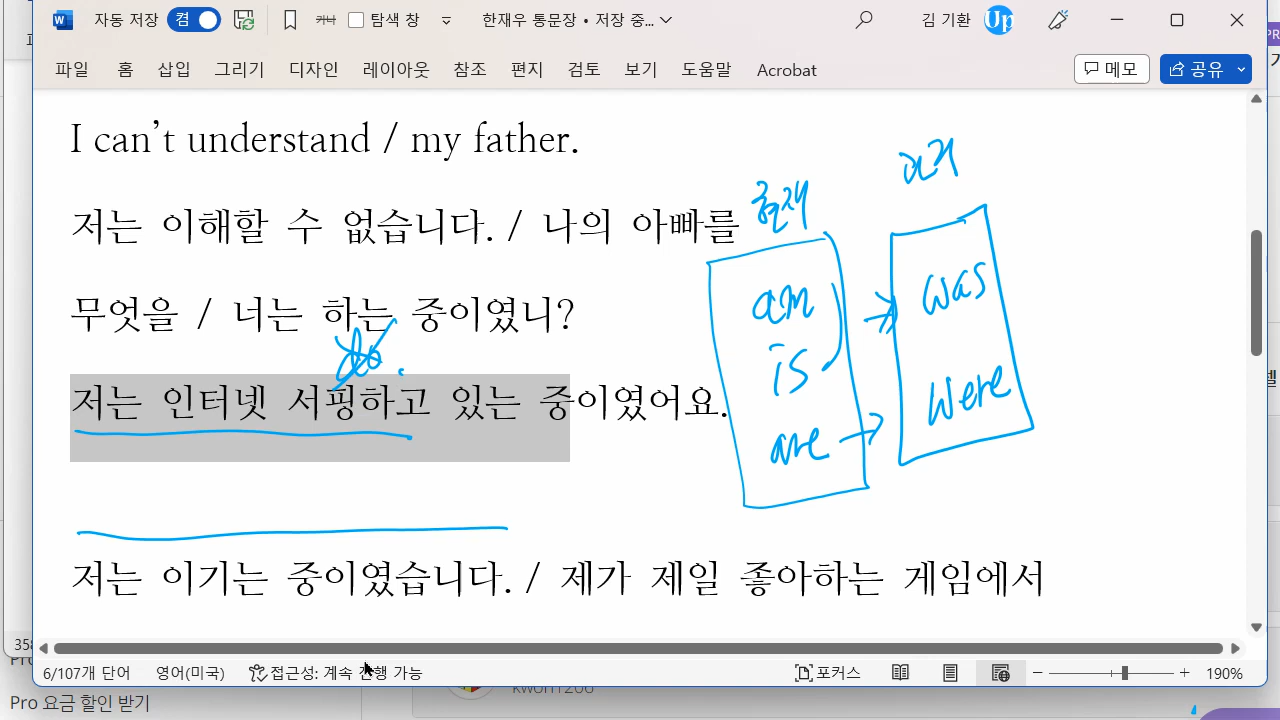 자동 저장 켬 가나 탐색 창 한재우 통문장 • 저장 중... 김 기환 Up
파일 홈 삽입 그리기 디자인 레이아웃 참조 편지 검토 보기 도움말 Acrobat 메모 공유
I can't understand / my father.
저는 이해할 수 없습니다. / 나의 아빠를
무엇을 / 너는 하는 중이였니?
do.
저는 인터넷 서핑하고 있는 중이였어요.
현재
am
is
are
과거
was
were
저는 이기는 중이였습니다. / 제가 제일 좋아하는 게임에서
6/107개 단어 영어(미국) 접근성: 계속 진행 가능 포커스 190%
358
Pro 요금 할인 받기